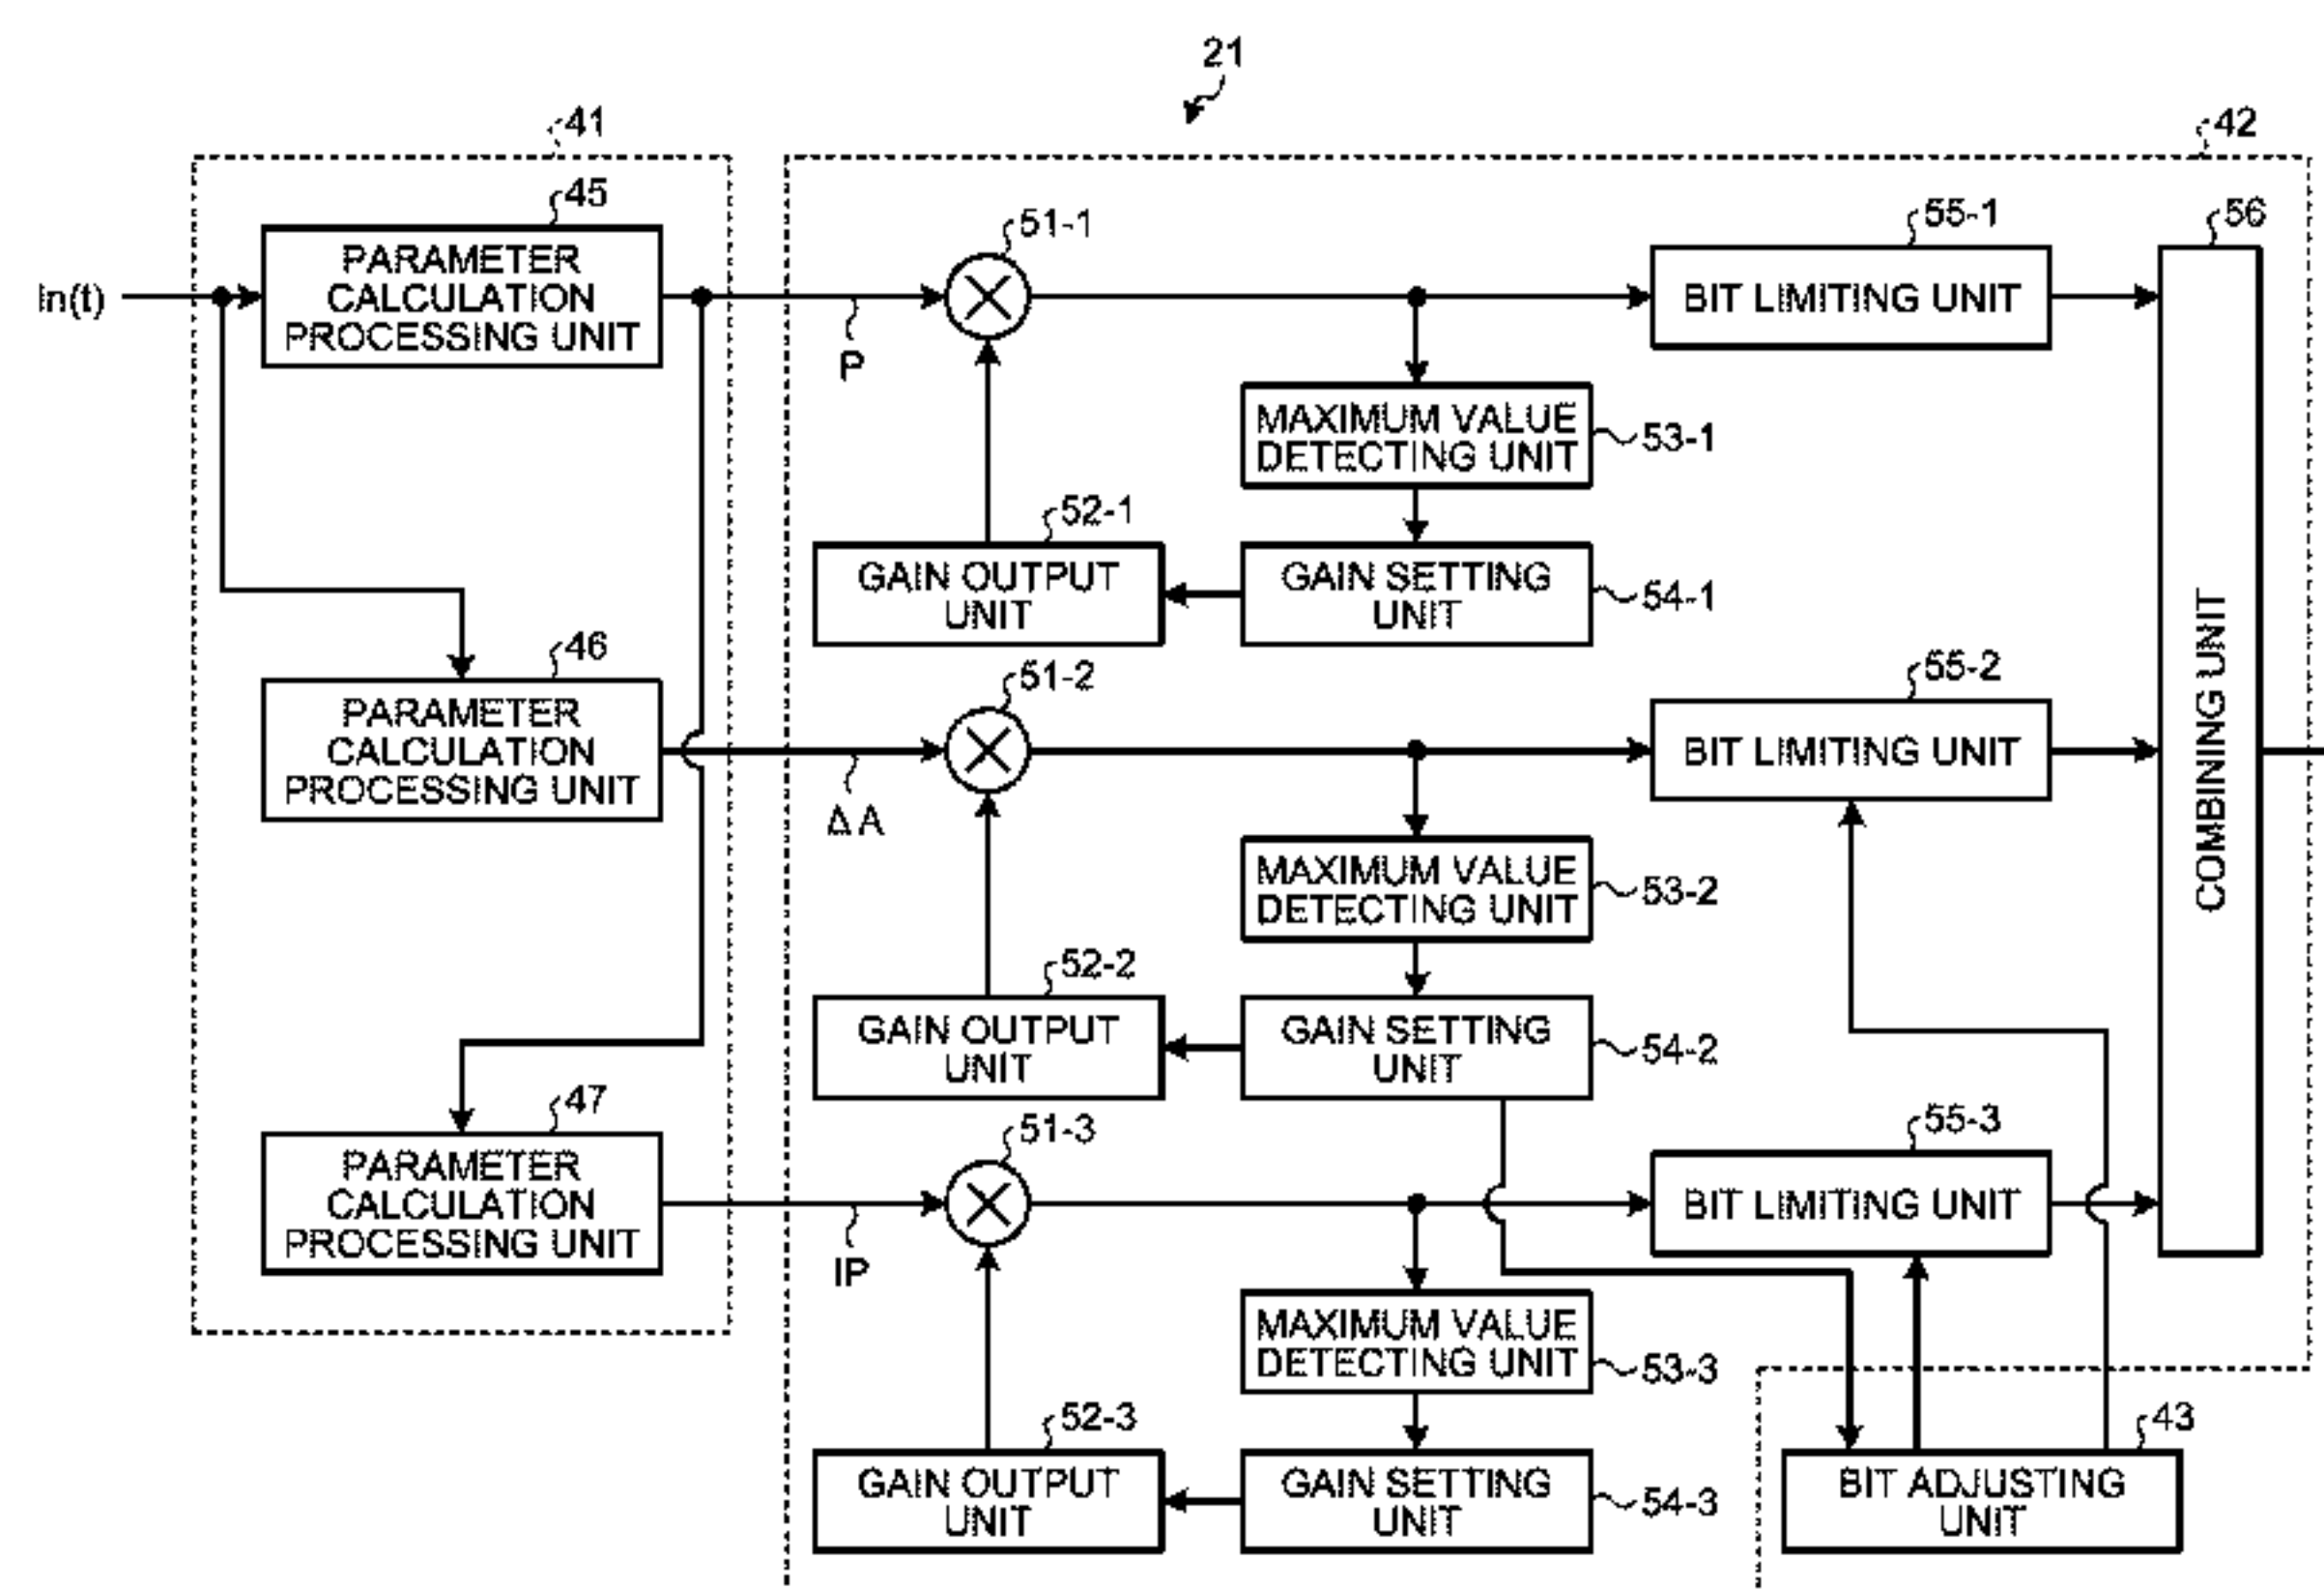 21
41
42
45
PARAMETER
CALCULATION
PROCESSING UNIT
In(t)
P
51-1
55-1
BIT LIMITING UNIT
56
COMBINING UNIT
MAXIMUM VALUE
DETECTING UNIT
53-1
52-1
GAIN OUTPUT
UNIT
GAIN SETTING
UNIT
54-1
46
PARAMETER
CALCULATION
PROCESSING UNIT
ΔA
51-2
55-2
BIT LIMITING UNIT
MAXIMUM VALUE
DETECTING UNIT
53-2
52-2
GAIN OUTPUT
UNIT
GAIN SETTING
UNIT
54-2
47
PARAMETER
CALCULATION
PROCESSING UNIT
IP
51-3
55-3
BIT LIMITING UNIT
MAXIMUM VALUE
DETECTING UNIT
53-3
52-3
GAIN OUTPUT
UNIT
GAIN SETTING
UNIT
54-3
43
BIT ADJUSTING
UNIT